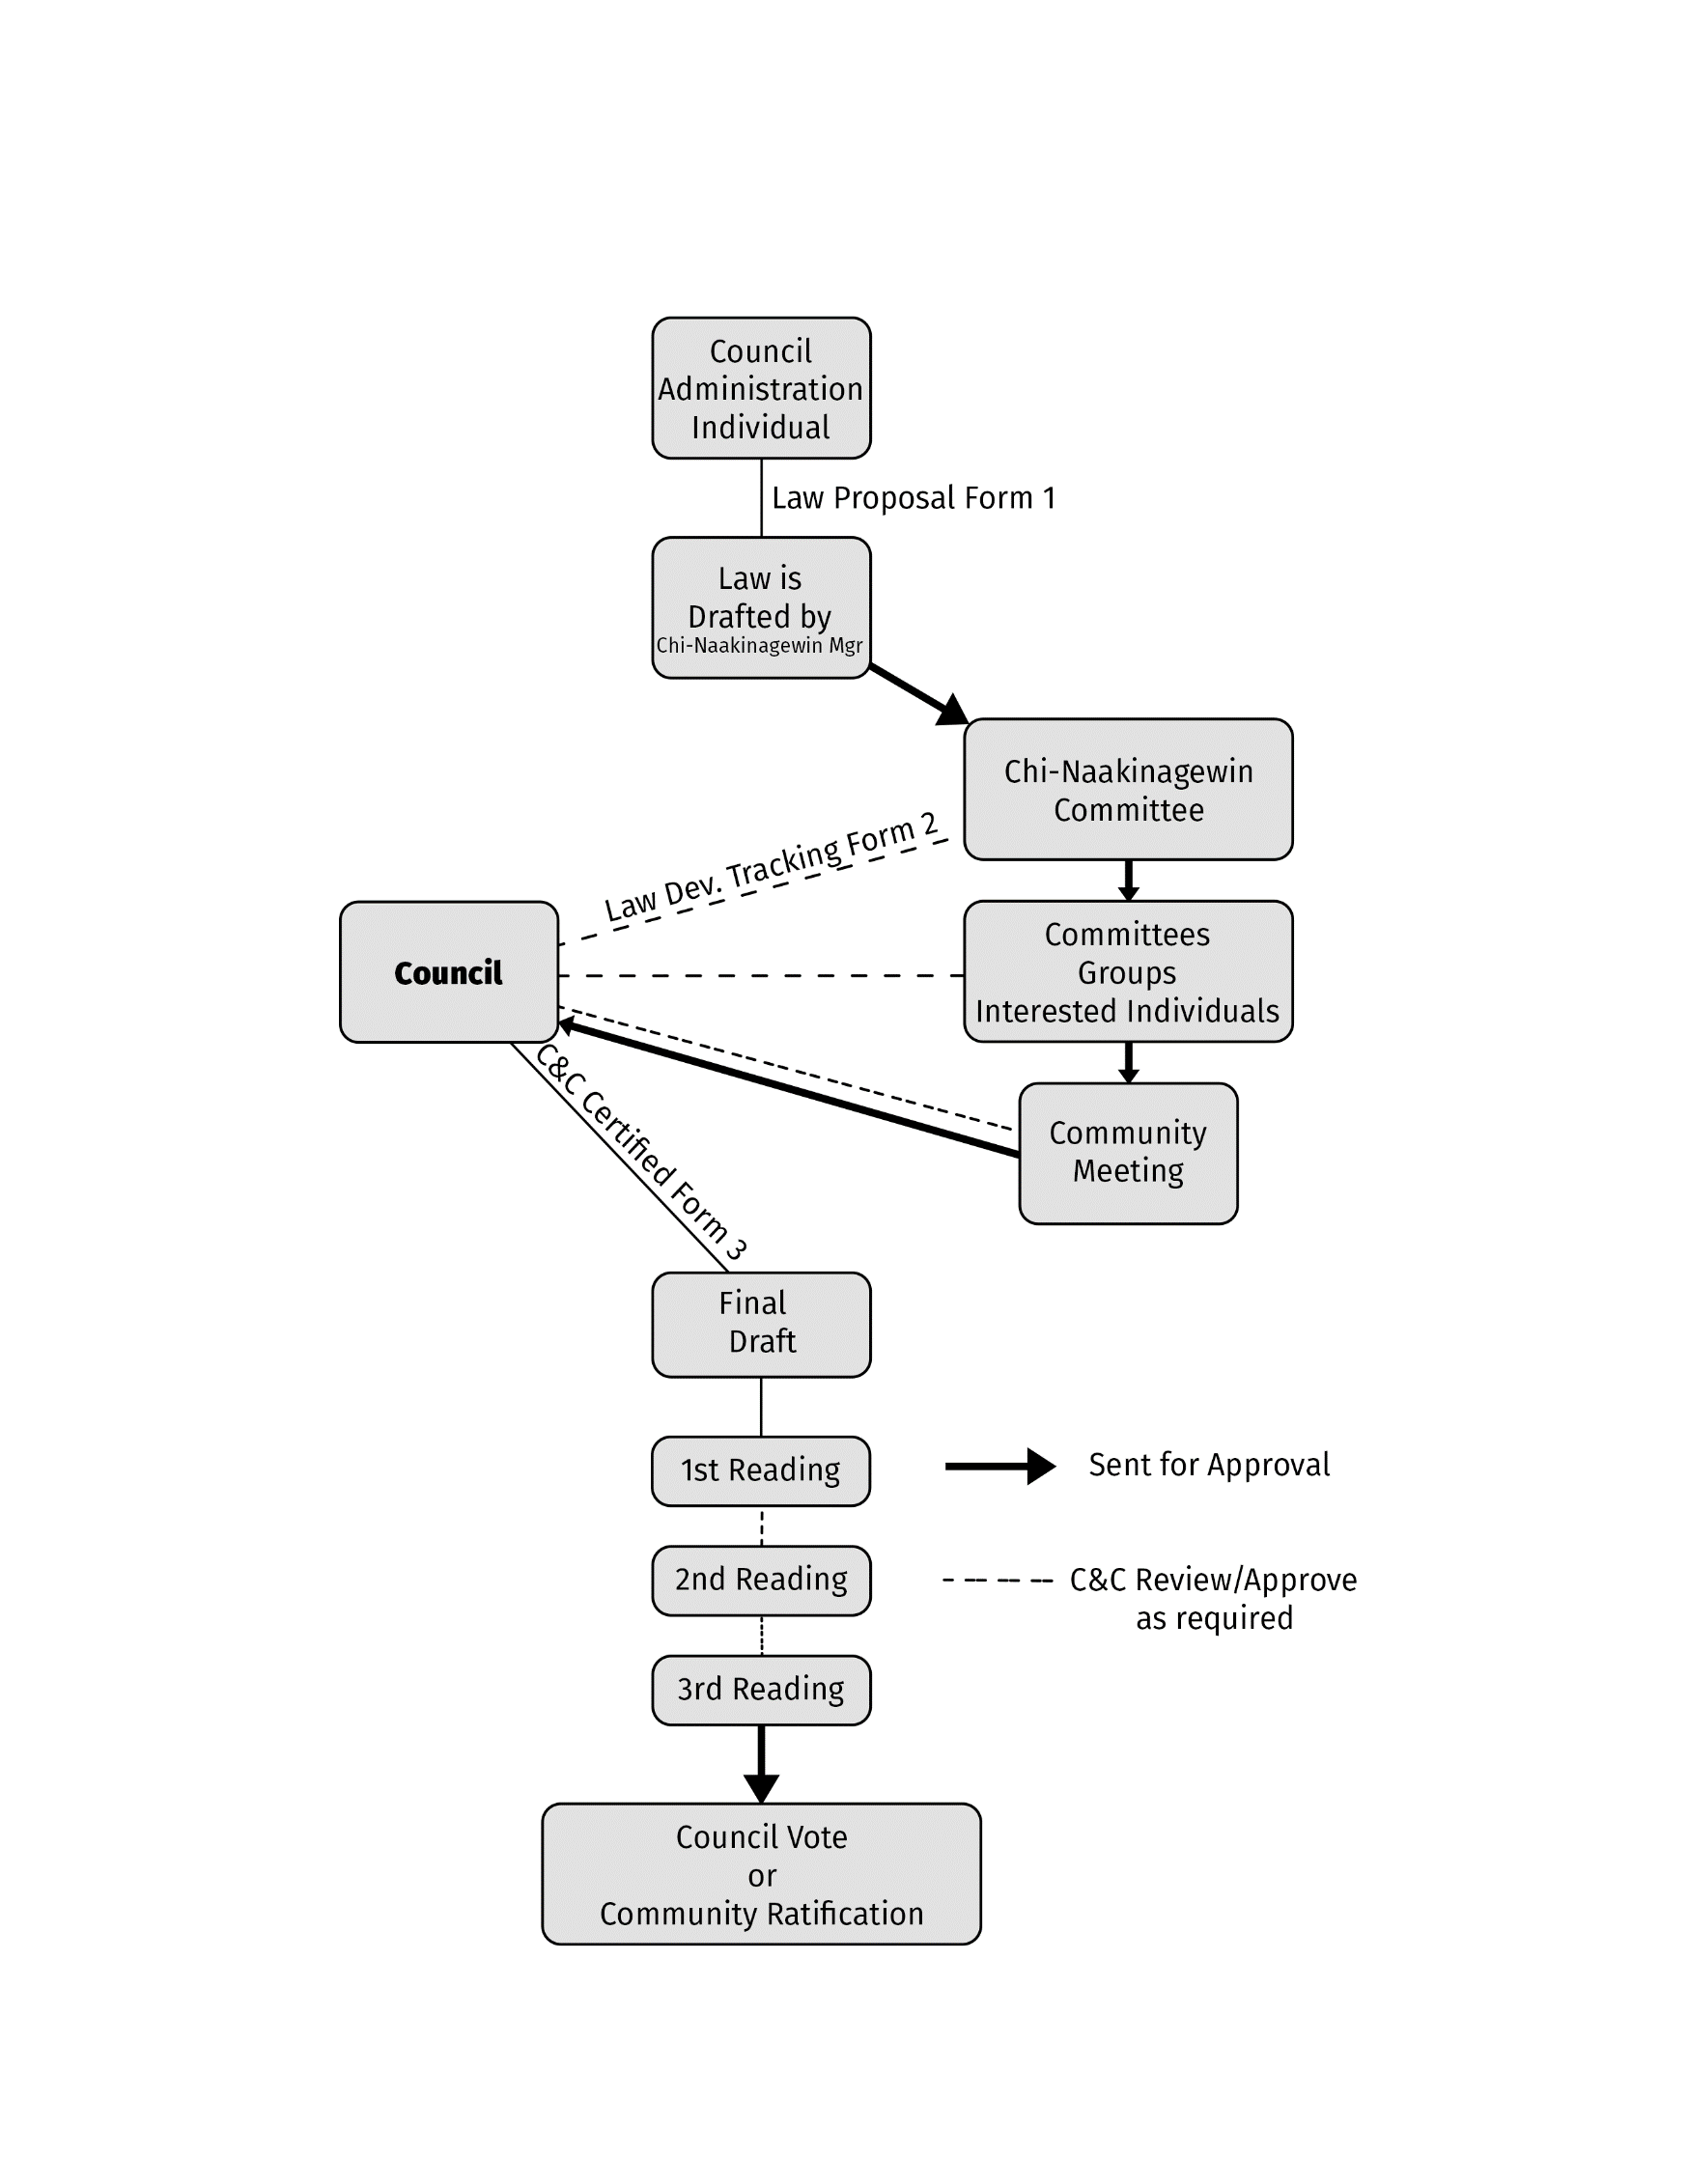 Council
Administration
Individual
Law Proposal Form 1
Law is
Drafted by
Chi-Naakinagewin Mgr
Chi-Naakinagewin
Committee
Law Dev. Tracking Form 2
Council
Committees
Groups
Interested Individuals
C&C Certified Form 3
Community
Meeting
Final
Draft
1st Reading
Sent for Approval
2nd Reading
C&C Review/Approve
as required
3rd Reading
Council Vote
or
Community Ratification